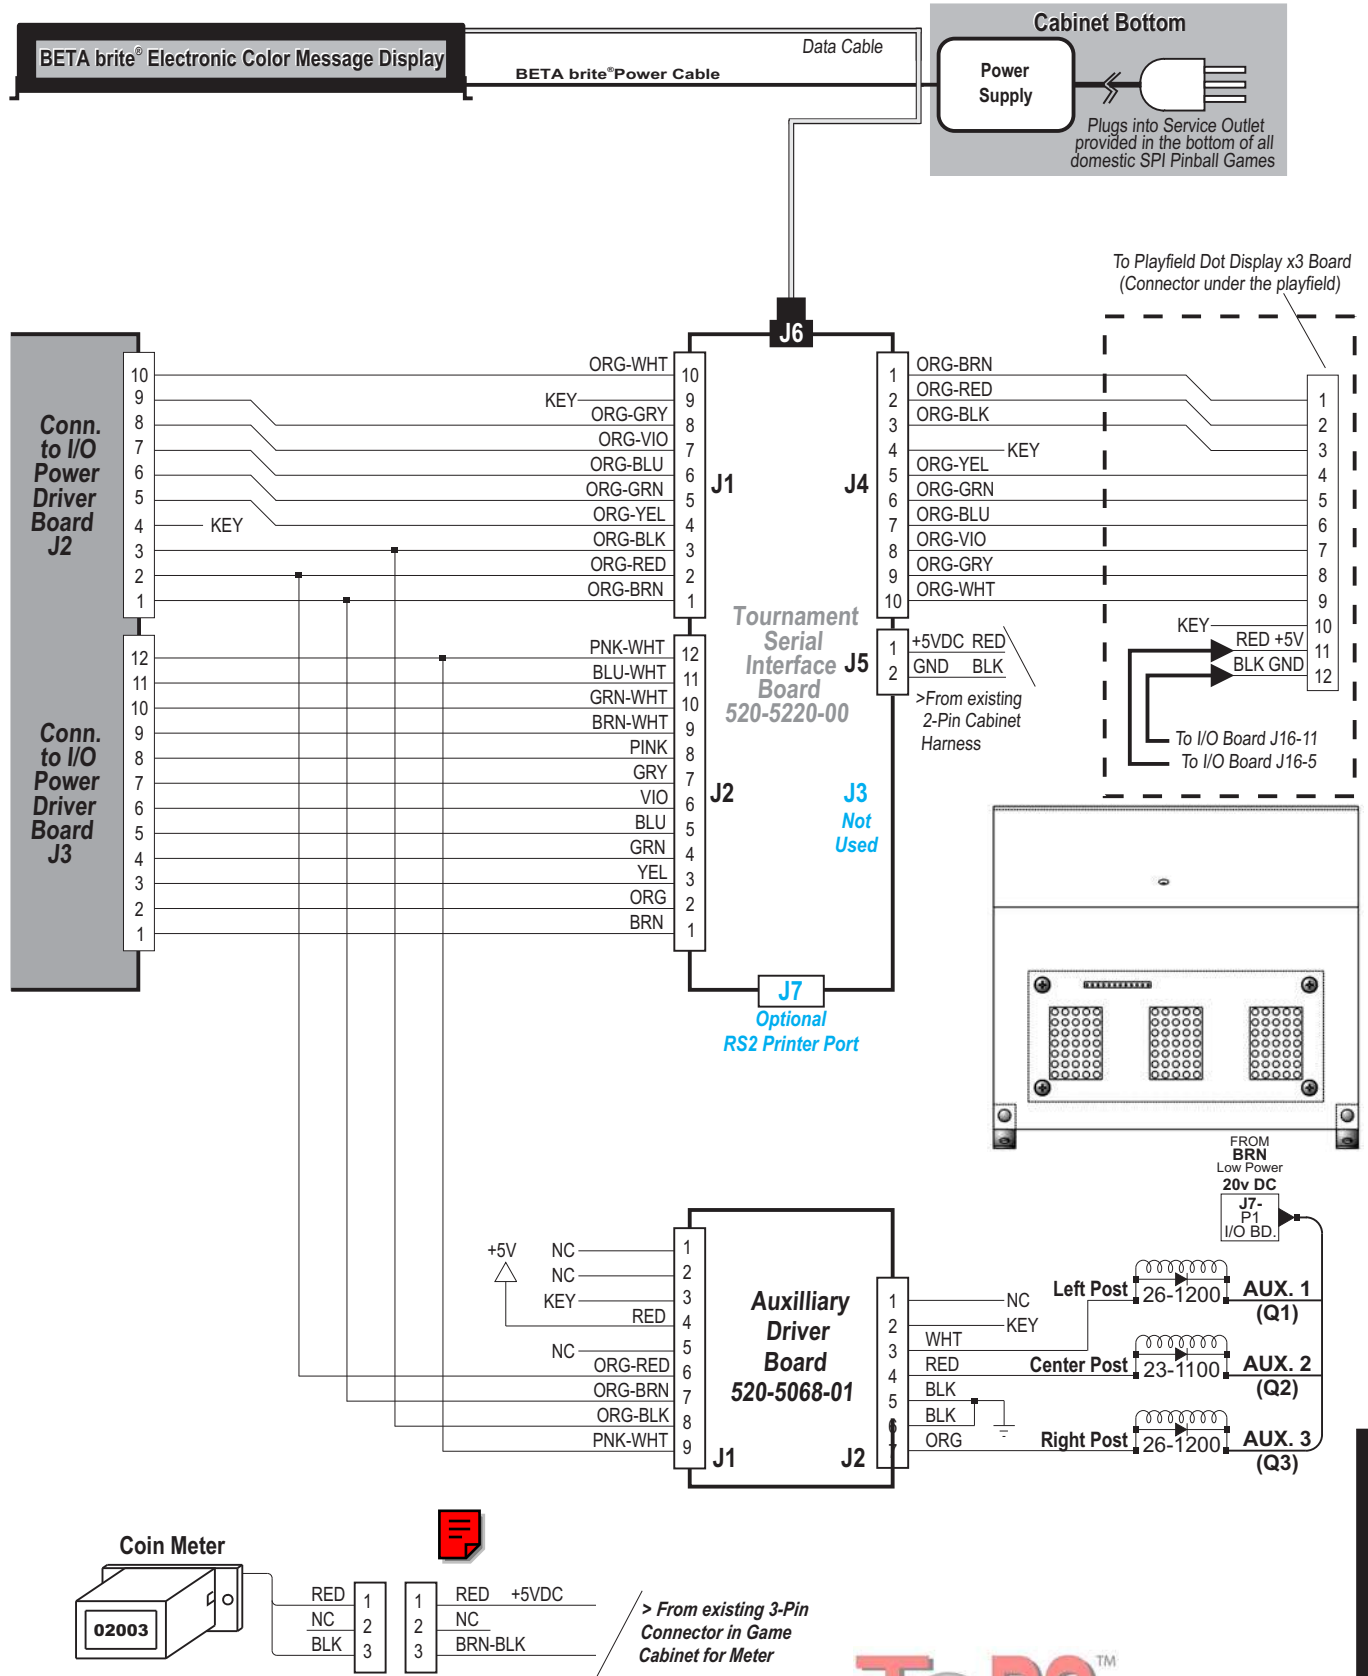 BETA brite® Electronic Color Message Display
Data Cable
BETA brite® Power Cable
Cabinet Bottom
Power
Supply
Plugs into Service Outlet
provided in the bottom of all
domestic SPI Pinball Games
To Playfield Dot Display x3 Board
(Connector under the playfield)
Conn.
to I/O
Power
Driver
Board
J2
10
9
8
7
6
5
4
3
2
1
KEY
ORG-WHT
KEY
ORG-GRY
ORG-VIO
ORG-BLU
ORG-GRN
ORG-YEL
ORG-BLK
ORG-RED
ORG-BRN
10
9
8
7
6
5
4
3
2
1
J1
J6
Conn.
to I/O
Power
Driver
Board
J3
12
11
10
9
8
7
6
5
4
3
2
1
PNK-WHT
BLU-WHT
GRN-WHT
BRN-WHT
PINK
GRY
VIO
BLU
GRN
YEL
ORG
BRN
12
11
10
9
8
7
6
5
4
3
2
1
J2
Tournament
Serial
Interface
Board
520-5220-00
J4
1
2
3
4
5
6
7
8
9
10
ORG-BRN
ORG-RED
ORG-BLK
KEY
ORG-YEL
ORG-GRN
ORG-BLU
ORG-VIO
ORG-GRY
ORG-WHT
J5
1 +5VDC RED
2 GND BLK
>From existing
2-Pin Cabinet
Harness
1
2
3
4
5
6
7
8
9
10
11
12
KEY
RED +5V
BLK GND
To I/O Board J16-11
To I/O Board J16-5
J3
Not
Used
J7
Optional
RS2 Printer Port
FROM
BRN
Low Power
20v DC
J7-
P1
I/O BD.
+5V
NC
NC
KEY
RED
NC
ORG-RED
ORG-BRN
ORG-BLK
PNK-WHT
1
2
3
4
5
6
7
8
9
J1
Auxilliary
Driver
Board
520-5068-01
J2
1
2
3
4
5
6
7
NC
KEY
WHT
RED
BLK
BLK
ORG
Left Post 26-1200 AUX. 1
(Q1)
Center Post 23-1100 AUX. 2
(Q2)
Right Post 26-1200 AUX. 3
(Q3)
Coin Meter
02003
RED 1
NC 2
BLK 3
1 RED +5VDC
2 NC
3 BRN-BLK
> From existing 3-Pin
Connector in Game
Cabinet for Meter
TM